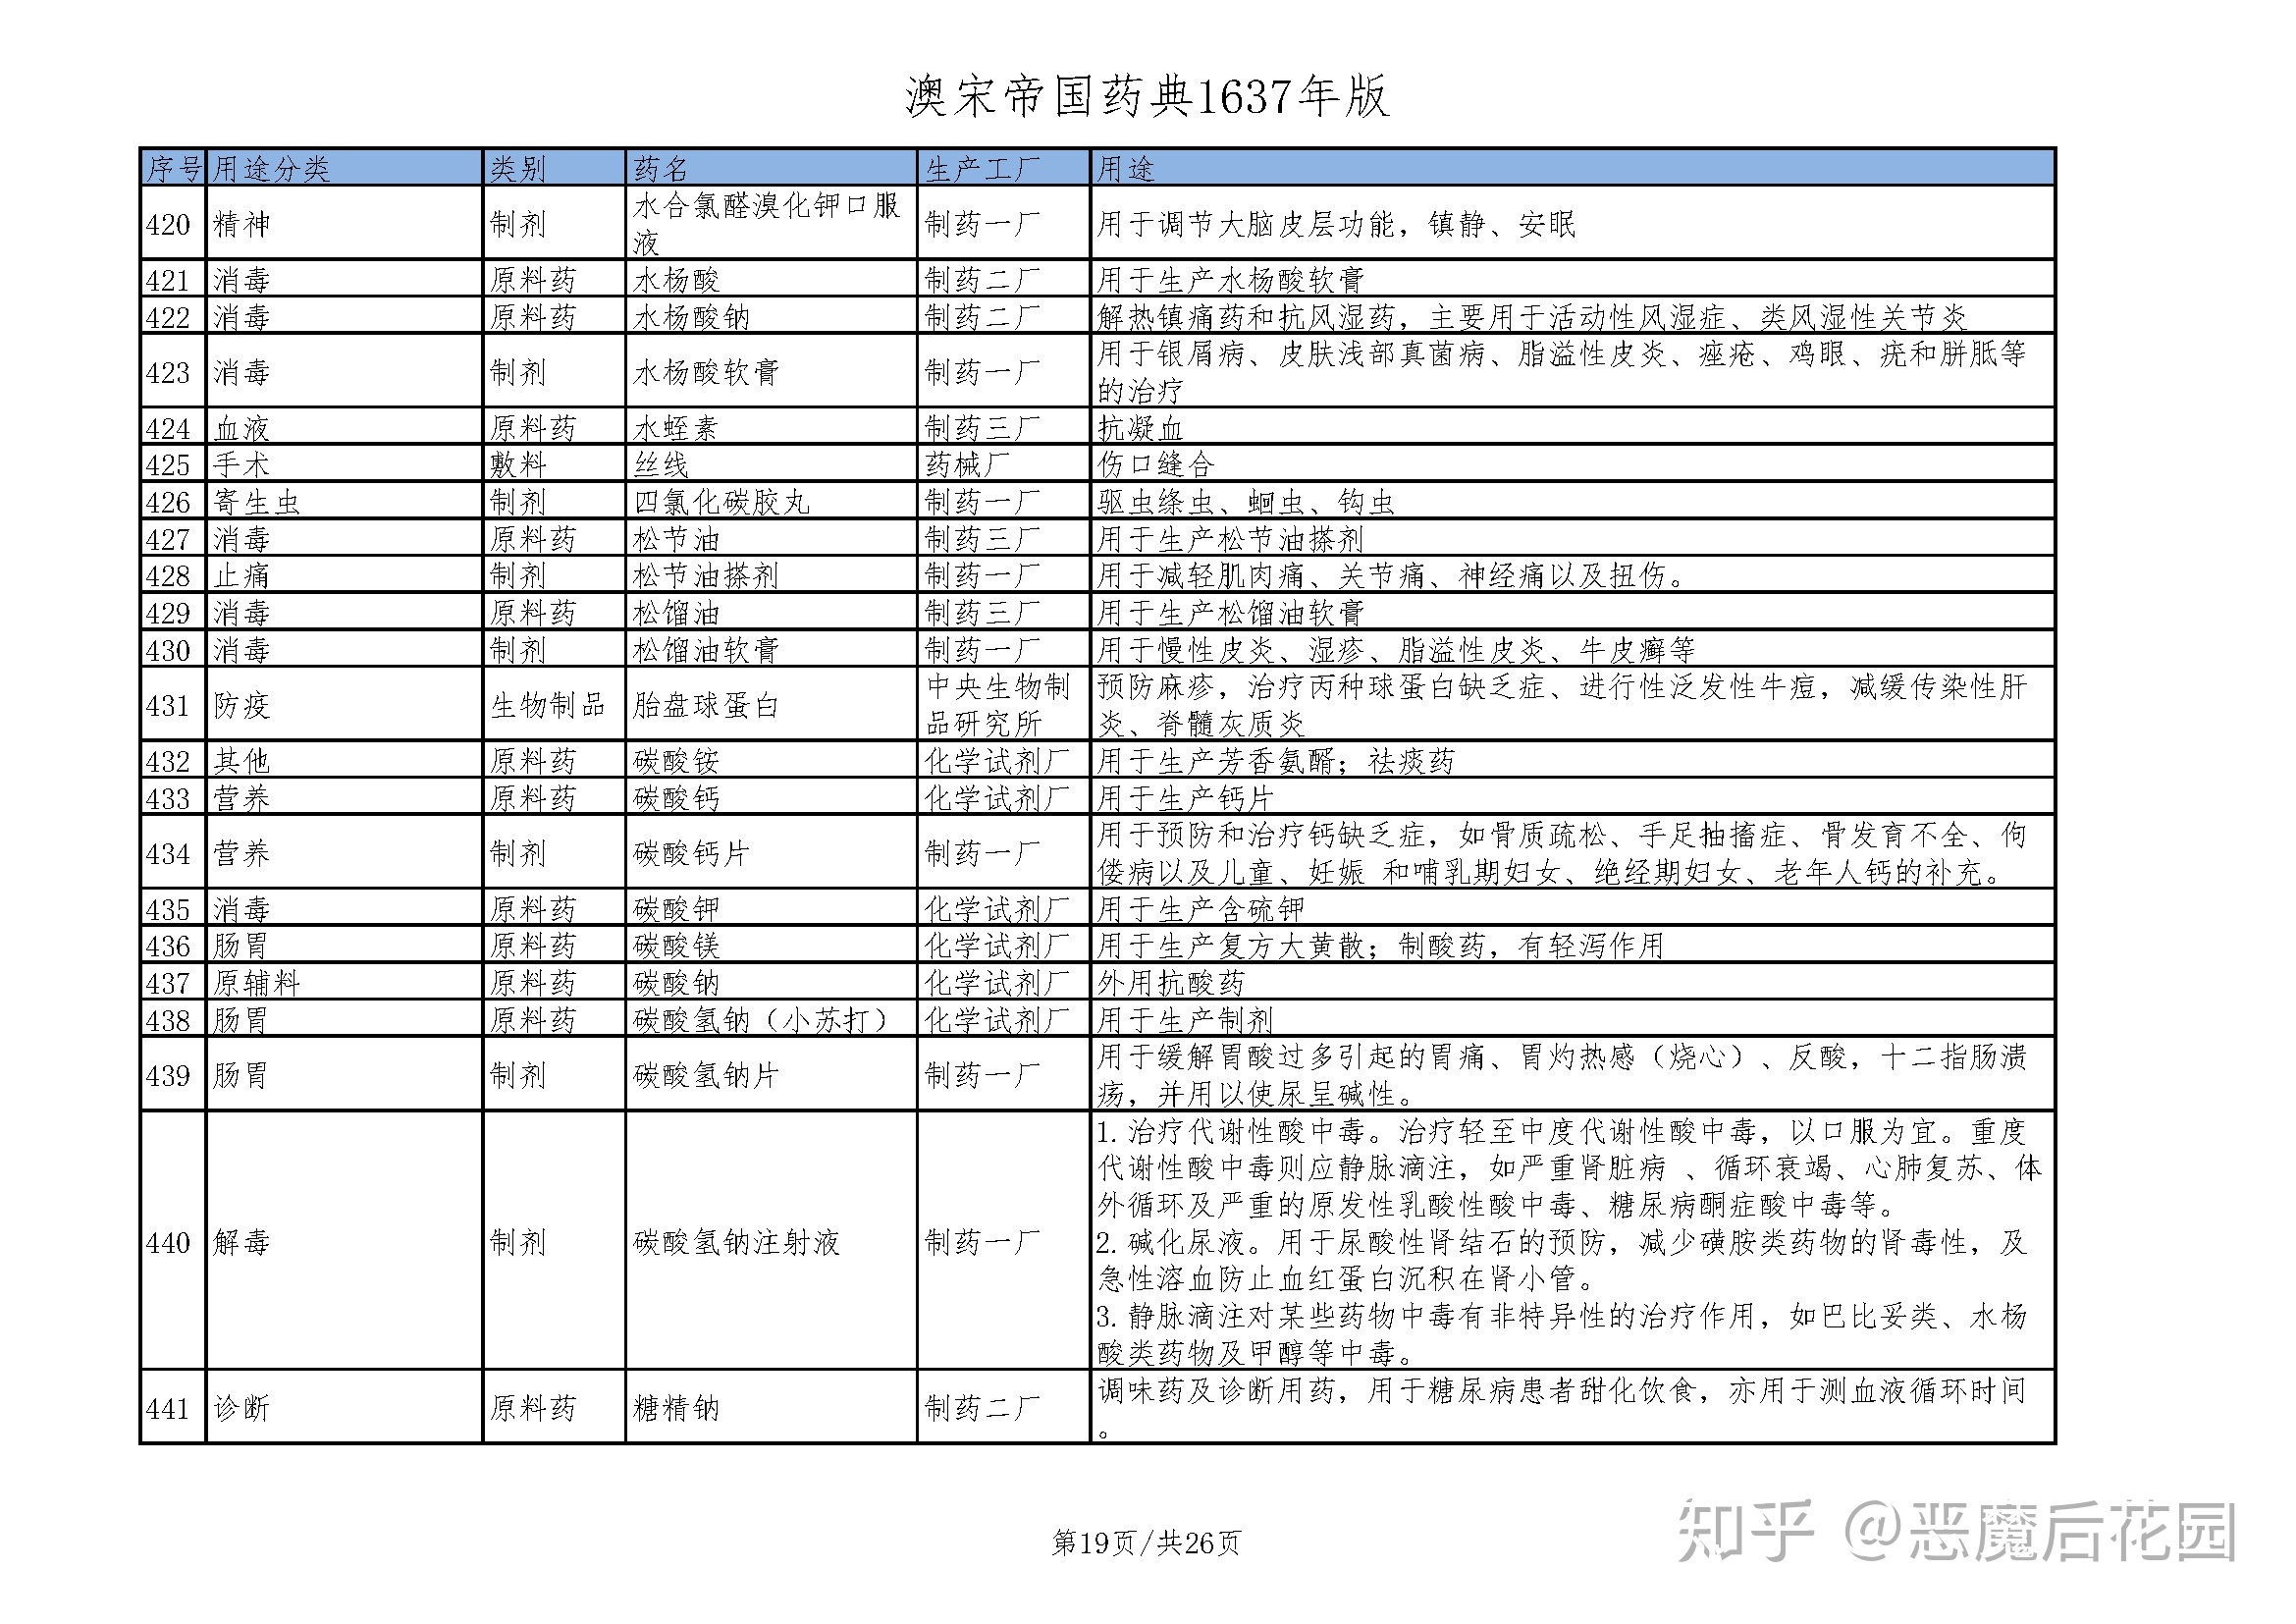 澳宋帝国药典1637年版
序号 用途分类 类别 药名 生产工厂 用途
420 精神 制剂 水合氯醛溴化钾口服
液 制药一厂 用于调节大脑皮层功能，镇静、安眠
421 消毒 原料药 水杨酸 制药二厂 用于生产水杨酸软膏
422 消毒 原料药 水杨酸钠 制药二厂 解热镇痛药和抗风湿药，主要用于活动性风湿症、类风湿性关节炎
423 消毒 制剂 水杨酸软膏 制药一厂 用于银屑病、皮肤浅部真菌病、脂溢性皮炎、痤疮、鸡眼、疣和胼胝等
的治疗
424 血液 原料药 水蛭素 制药三厂 抗凝血
425 手术 敷料 丝线 药械厂 伤口缝合
426 寄生虫 制剂 四氯化碳胶丸 制药一厂 驱虫绦虫、蛔虫、钩虫
427 消毒 原料药 松节油 制药三厂 用于生产松节油搽剂
428 止痛 制剂 松节油搽剂 制药一厂 用于减轻肌肉痛、关节痛、神经痛以及扭伤。
429 消毒 原料药 松馏油 制药三厂 用于生产松馏油软膏
430 消毒 制剂 松馏油软膏 制药一厂 用于慢性皮炎、湿疹、脂溢性皮炎、牛皮癣等
431 防疫 生物制品 胎盘球蛋白 中央生物制
品研究所 预防麻疹，治疗丙种球蛋白缺乏症、进行性泛发性牛痘，减缓传染性肝
炎、脊髓灰质炎
432 其他 原料药 碳酸铵 化学试剂厂 用于生产芳香氨醑；祛痰药
433 营养 原料药 碳酸钙 化学试剂厂 用于生产钙片
434 营养 制剂 碳酸钙片 制药一厂 用于预防和治疗钙缺乏症，如骨质疏松、手足抽搐症、骨发育不全、佝
偻病以及儿童、妊娠 和哺乳期妇女、绝经期妇女、老年人钙的补充。
435 消毒 原料药 碳酸钾 化学试剂厂 用于生产含硫钾
436 肠胃 原料药 碳酸镁 化学试剂厂 用于生产复方大黄散；制酸药，有轻泻作用
437 原辅料 原料药 碳酸钠 化学试剂厂 外用抗酸药
438 肠胃 原料药 碳酸氢钠（小苏打） 化学试剂厂 用于生产制剂
439 肠胃 制剂 碳酸氢钠片 制药一厂 用于缓解胃酸过多引起的胃痛、胃灼热感（烧心）、反酸，十二指肠溃
疡，并用以使尿呈碱性。
440 解毒 制剂 碳酸氢钠注射液 制药一厂 1.治疗代谢性酸中毒。治疗轻至中度代谢性酸中毒，以口服为宜。重度
代谢性酸中毒则应静脉滴注，如严重肾脏病 、循环衰竭、心肺复苏、体
外循环及严重的原发性乳酸性酸中毒、糖尿病酮症酸中毒等。
2.碱化尿液。用于尿酸性肾结石的预防，减少磺胺类药物的肾毒性，及
急性溶血防止血红蛋白沉积在肾小管。
3.静脉滴注对某些药物中毒有非特异性的治疗作用，如巴比妥类、水杨
酸类药物及甲醇等中毒。
441 诊断 原料药 糖精钠 制药二厂 调味药及诊断用药，用于糖尿病患者甜化饮食，亦用于测血液循环时间
。
第19页/共26页
知乎 @恶魔后花园